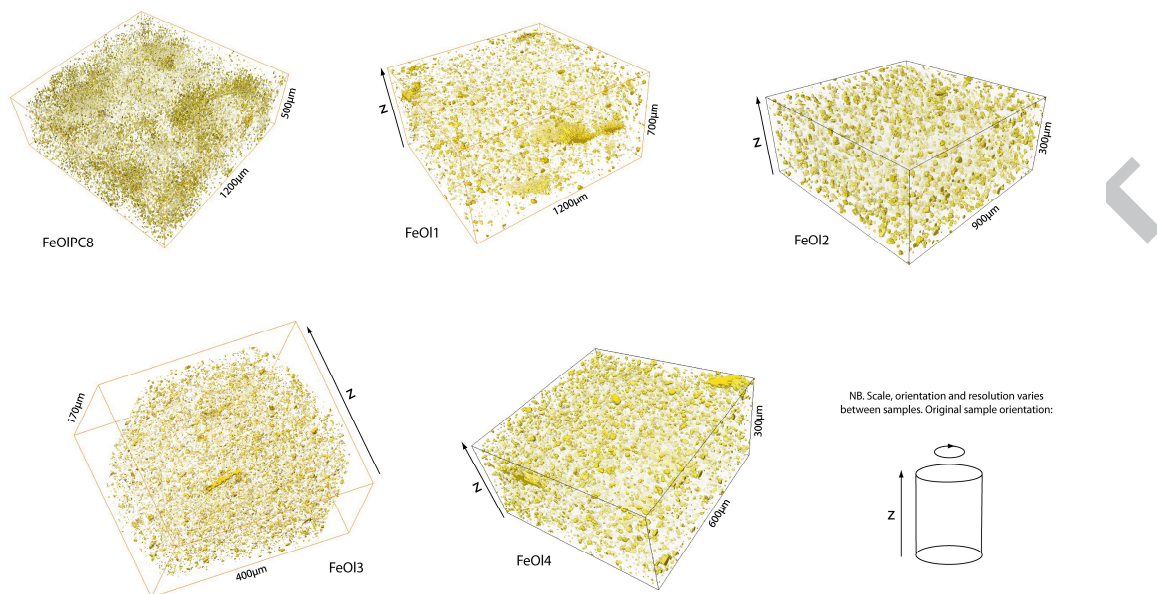 500µm
1200µm
FeOlPC8
Z
700µm
1200µm
FeOl1
Z
300µm
900µm
FeOl2
170µm
Z
400µm
FeOl3
Z
300µm
600µm
FeOl4
NB. Scale, orientation and resolution varies
between samples. Original sample orientation:
Z